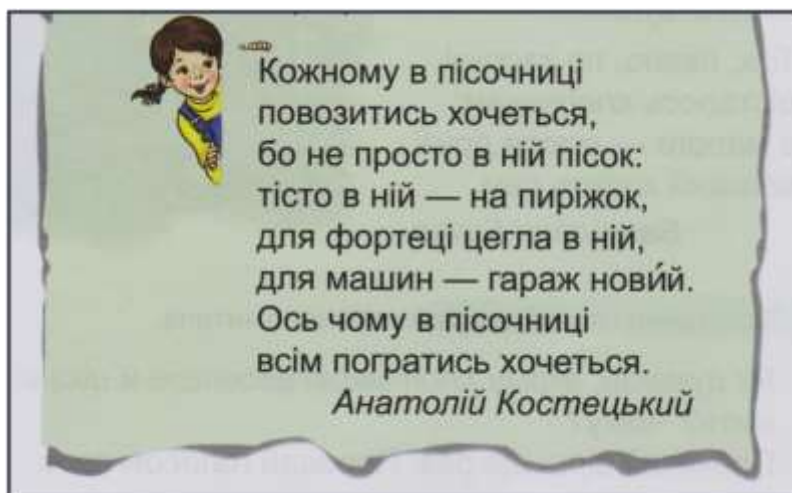 Кожному в пісочниці
повозитись хочеться,
бо не просто в ній пісок:
тісто в ній — на пиріжок,
для фортеці цегла в ній,
для машин — гараж нови́й.
Ось чому в пісочниці
всім погратись хочеться.
Анатолій Костецький